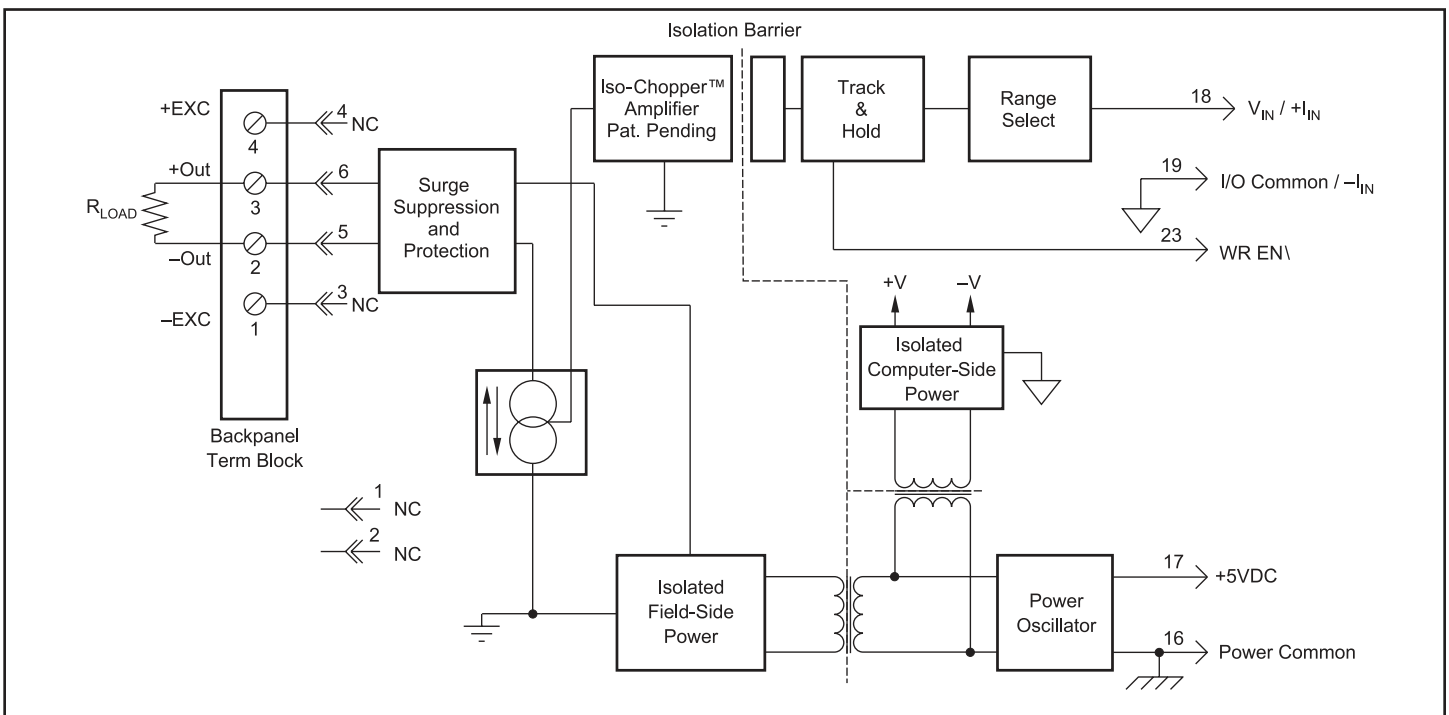 Isolation Barrier
Iso-Chopper™
Amplifier
Pat. Pending
Track
&
Hold
Range
Select
18
V_IN / +I_IN
19
I/O Common / –I_IN
23
WR EN\
+EXC
4
NC
4
+Out
6
3
R_LOAD
5
–Out
2
3
NC
–EXC
1
Surge
Suppression
and
Protection
Backpanel
Term Block
1
NC
2
NC
+V
–V
Isolated
Computer-Side
Power
Isolated
Field-Side
Power
Power
Oscillator
17
+5VDC
16
Power Common